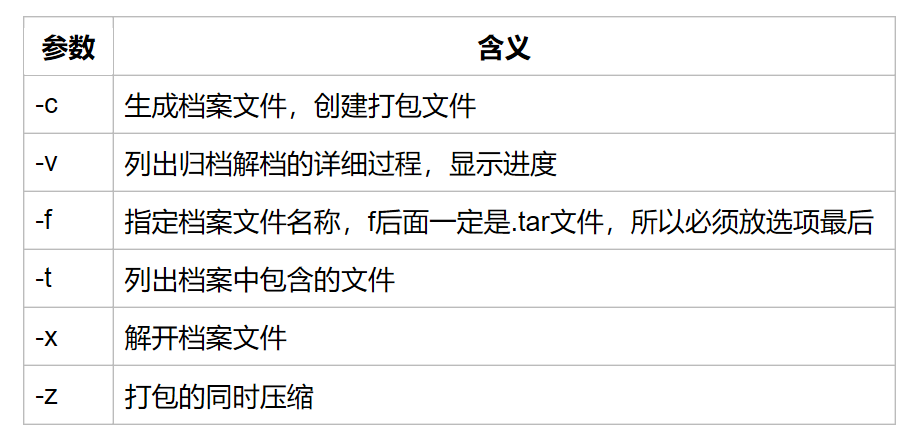 参数 含义
-c 生成档案文件，创建打包文件
-v 列出归档解档的详细过程，显示进度
-f 指定档案文件名称，f后面一定是.tar文件，所以必须放选项最后
-t 列出档案中包含的文件
-x 解开档案文件
-z 打包的同时压缩